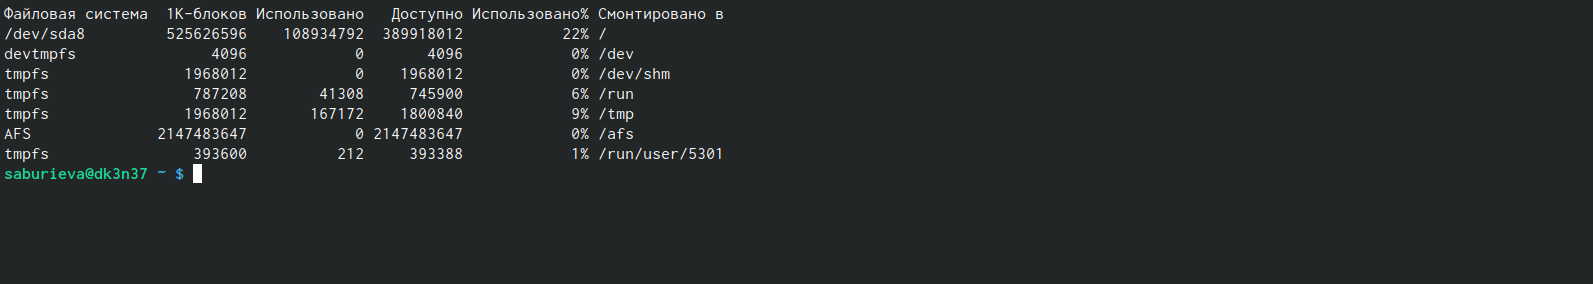 Файловая система 1K-блоков Использовано Доступно Использовано% Смонтировано в
/dev/sda8 525626596 108934792 389918012 22% /
devtmpfs 4096 0 4096 0% /dev
tmpfs 1968012 0 1968012 0% /dev/shm
tmpfs 787208 41308 745900 6% /run
tmpfs 1968012 167172 1800840 9% /tmp
AFS 2147483647 0 2147483647 0% /afs
tmpfs 393600 212 393388 1% /run/user/5301
saburieva@dk3n37 ~ $